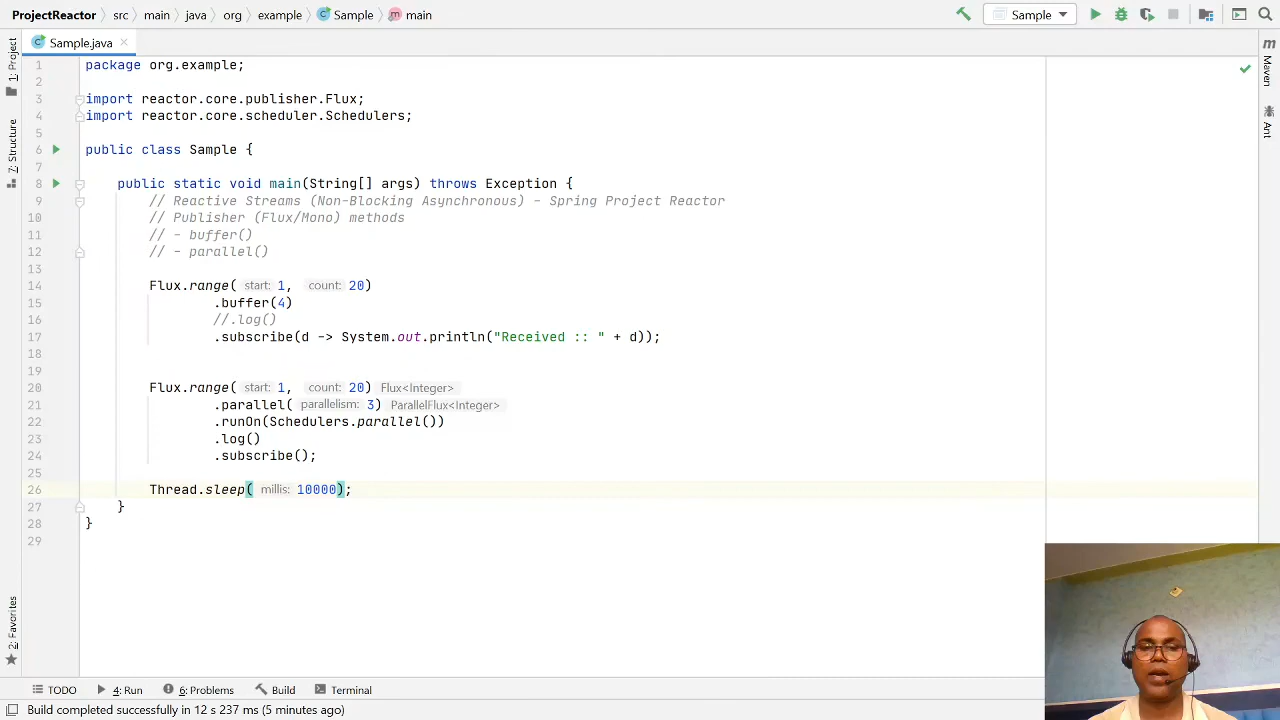 ProjectReactor src main java org example Sample main
Sample
Sample.java
1 package org.example;
2
3 import reactor.core.publisher.Flux;
4 import reactor.core.scheduler.Schedulers;
5
6 public class Sample {
7
8 public static void main(String[] args) throws Exception {
9 // Reactive Streams (Non-Blocking Asynchronous) - Spring Project Reactor
10 // Publisher (Flux/Mono) methods
11 // - buffer()
12 // - parallel()
13
14 Flux.range( start: 1, count: 20)
15 .buffer(4)
16 //.log()
17 .subscribe(d -> System.out.println("Received :: " + d));
18
19
20 Flux.range( start: 1, count: 20) Flux<Integer>
21 .parallel( parallelism: 3) ParallelFlux<Integer>
22 .runOn(Schedulers.parallel())
23 .log()
24 .subscribe();
25
26 Thread.sleep( millis: 10000);
27 }
28 }
29
1: Project
7: Structure
2: Favorites
m
Maven
Ant
TODO 4: Run 6: Problems Build Terminal
Build completed successfully in 12 s 237 ms (5 minutes ago)